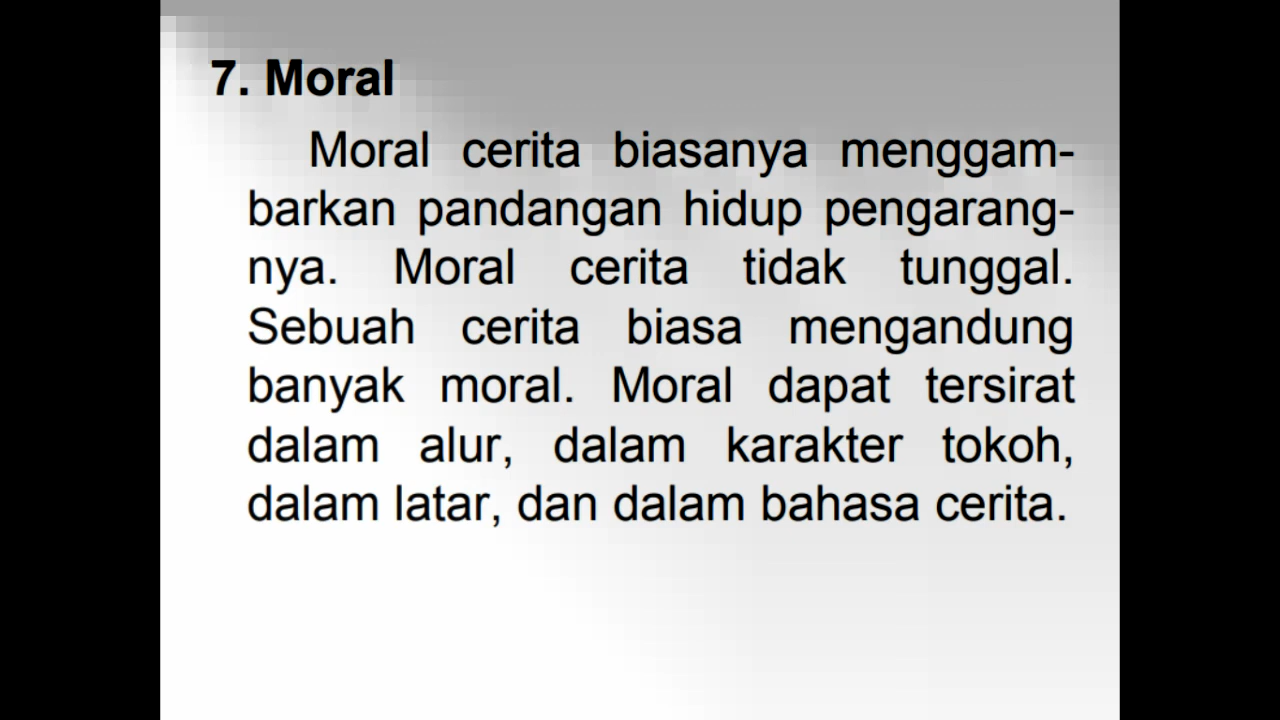 7. Moral
Moral cerita biasanya menggam-
barkan pandangan hidup pengarang-
nya. Moral cerita tidak tunggal.
Sebuah cerita biasa mengandung
banyak moral. Moral dapat tersirat
dalam alur, dalam karakter tokoh,
dalam latar, dan dalam bahasa cerita.